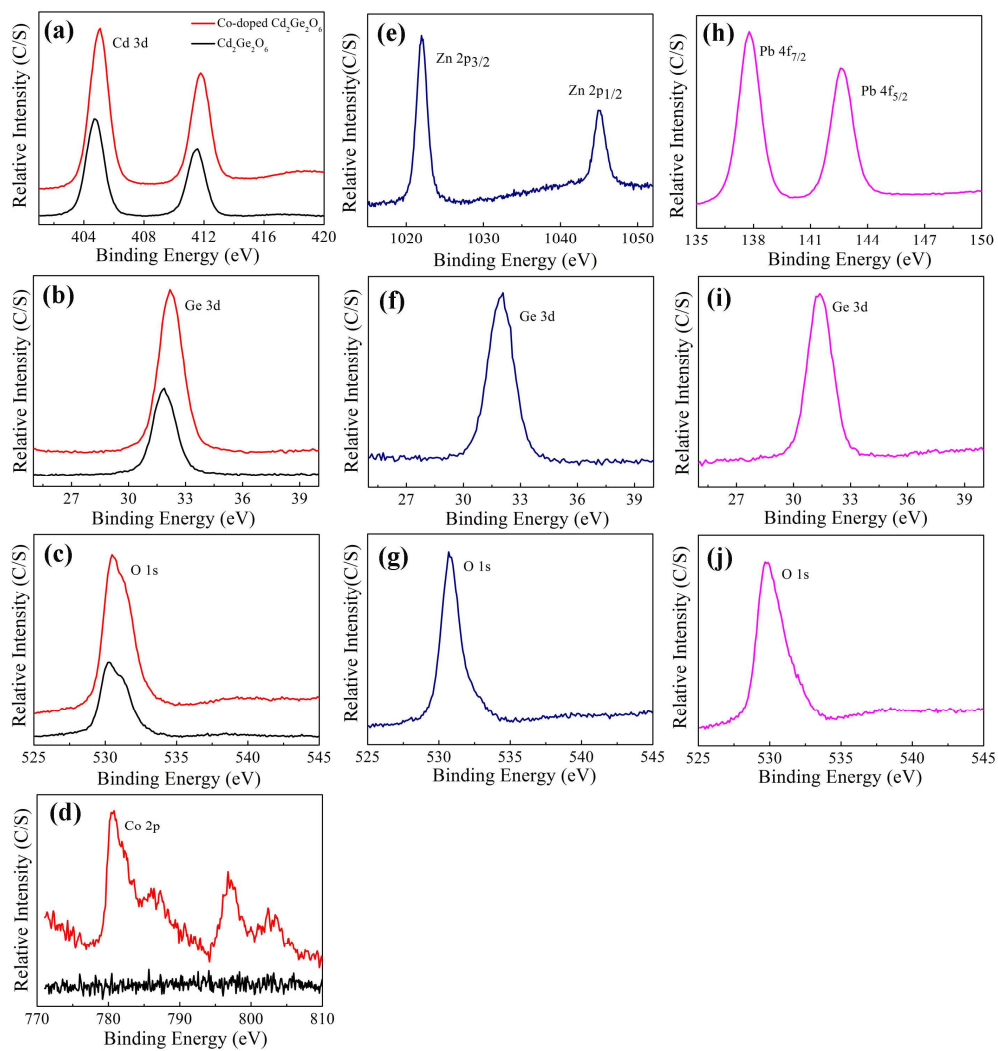 (a)
Cd 3d
Co-doped Cd₂Ge₂O₆
Cd₂Ge₂O₆
Relative Intensity (C/S)
404 408 412 416 420
Binding Energy (eV)
(e)
Zn 2p₃/₂
Zn 2p₁/₂
Relative Intensity(C/S)
1020 1030 1040 1050
Binding Energy (eV)
(h)
Pb 4f₇/₂
Pb 4f₅/₂
Relative Intensity (C/S)
135 138 141 144 147 150
Binding Energy (eV)
(b)
Ge 3d
Relative Intensity (C/S)
27 30 33 36 39
Binding Energy (eV)
(f)
Ge 3d
Relative Intensity (C/S)
27 30 33 36 39
Binding Energy (eV)
(i)
Ge 3d
Relative Intensity (C/S)
27 30 33 36 39
Binding Energy (eV)
(c)
O 1s
Relative Intensity (C/S)
525 530 535 540 545
Binding Energy (eV)
(g)
O 1s
Relative Intensity(C/S)
525 530 535 540 545
Binding Energy (eV)
(j)
O 1s
Relative Intensity (C/S)
525 530 535 540 545
Binding Energy (eV)
(d)
Co 2p
Relative Intensity (C/S)
770 780 790 800 810
Binding Energy (eV)